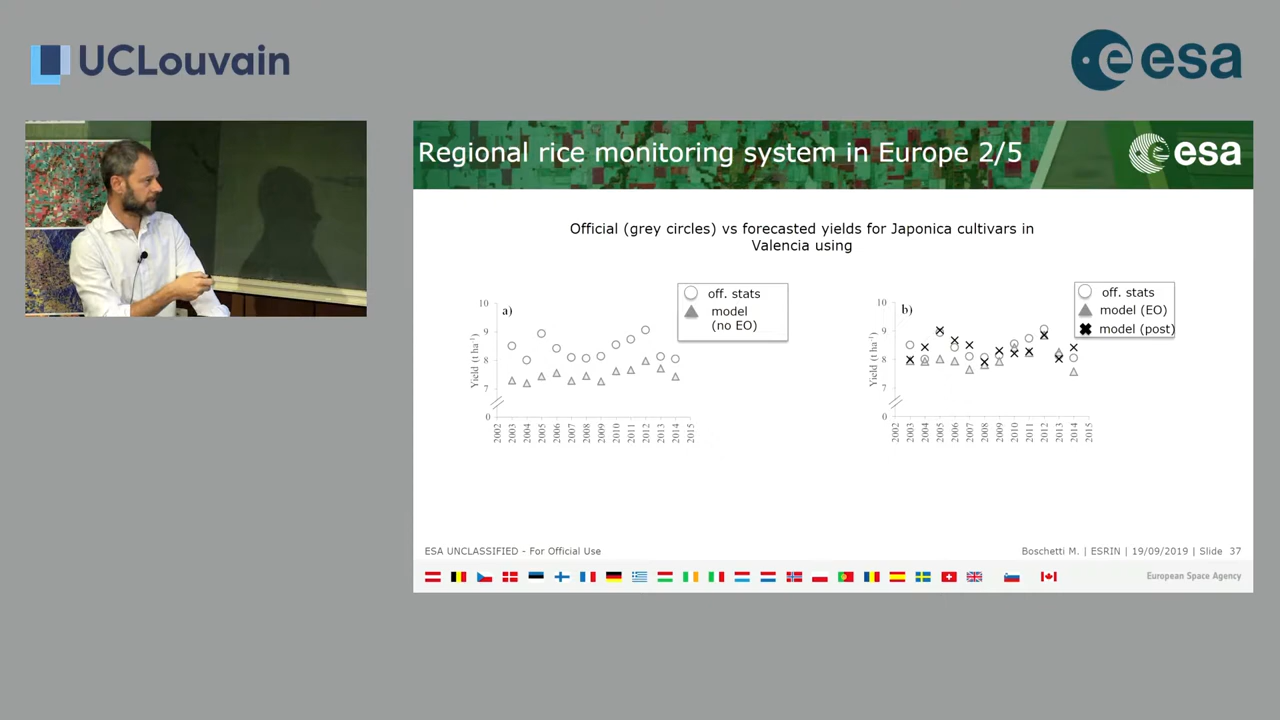 UCLouvain
esa
Regional rice monitoring system in Europe 2/5
esa
Official (grey circles) vs forecasted yields for Japonica cultivars in
Valencia using
a)
10
9
8
7
0
Yield (t ha-1)
2002 2003 2004 2005 2006 2007 2008 2009 2010 2011 2012 2013 2014 2015
off. stats
model
(no EO)
b)
10
9
8
7
0
Yield (t ha-1)
2002 2003 2004 2005 2006 2007 2008 2009 2010 2011 2012 2013 2014 2015
off. stats
model (EO)
model (post)
ESA UNCLASSIFIED - For Official Use
Boschetti M. | ESRIN | 19/09/2019 | Slide 37
European Space Agency